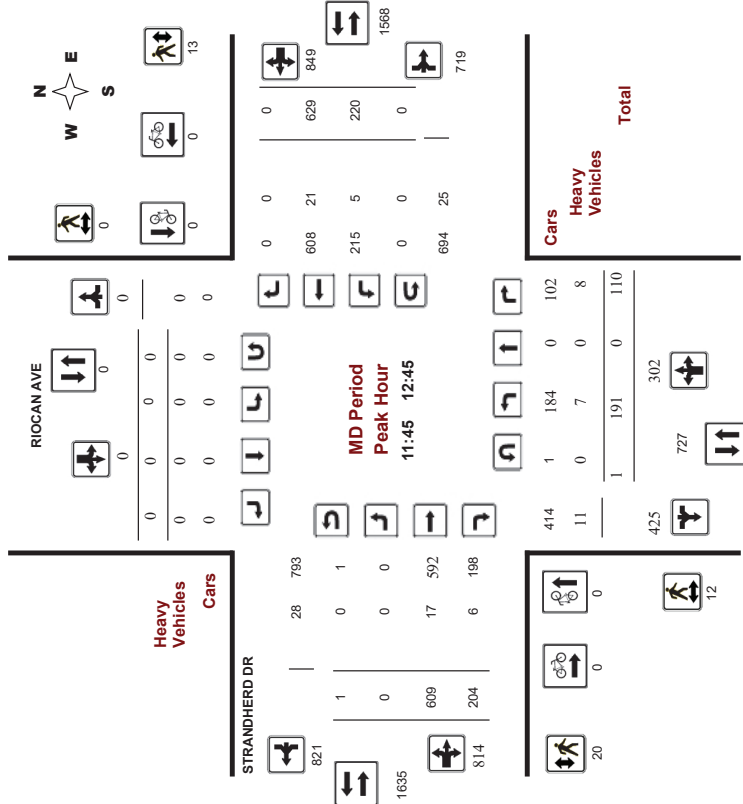 N
W E
S
0
0
0
13
RIOCAN AVE
0
0
0
0 0 0 0
0 0 0 0 0
0 0 0 0 0
Heavy
Vehicles
Cars
849
1568
719
0 0 0
608 21 629
215 5 220
0 0 0
694 25
MD Period
Peak Hour
11:45 12:45
STRANDHERD DR
28 793
1 0 1
0 0 0
609 17 592
204 6 198
821
1635
814
414 1 184 0 102 Cars
11 0 7 0 8 Heavy
Vehicles
1 191 0 110 Total
425
727
302
0
0
20
12